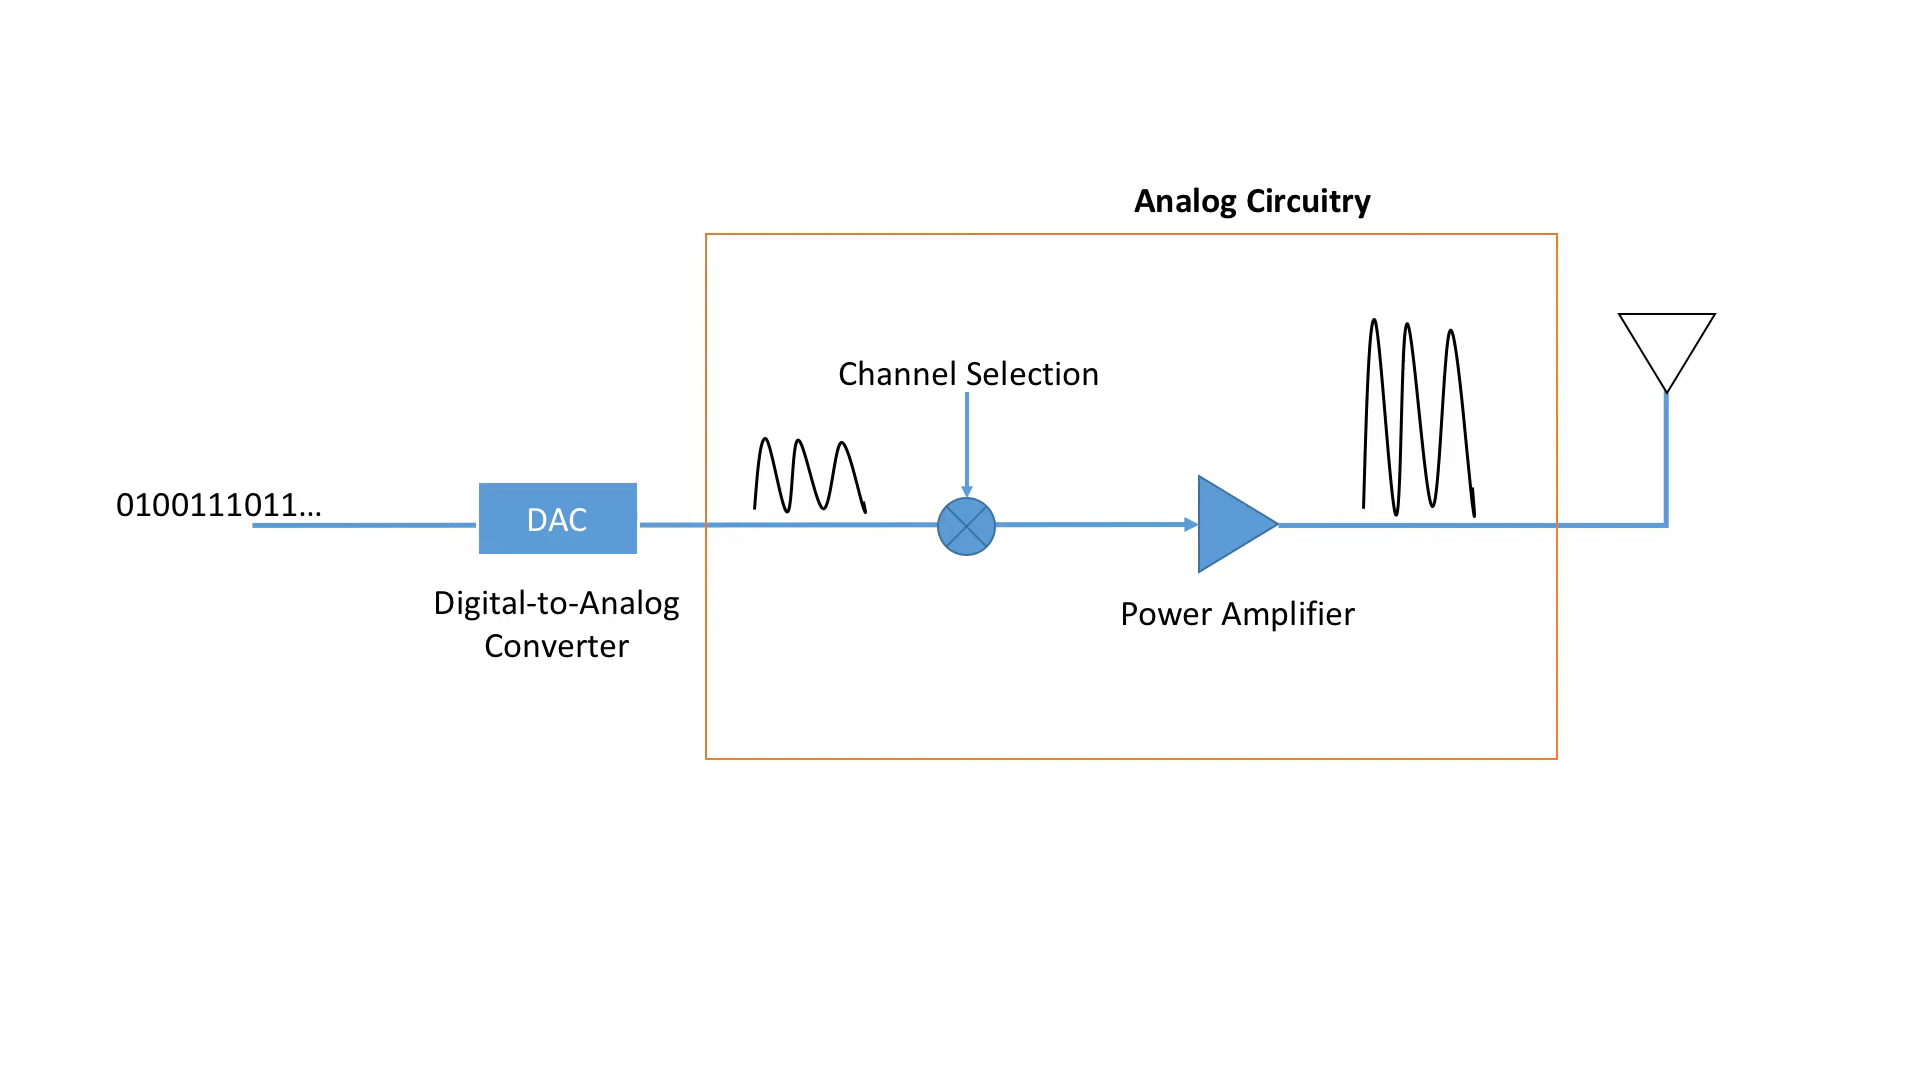 Analog Circuitry
Channel Selection
0100111011...
DAC
Digital-to-Analog
Converter
Power Amplifier